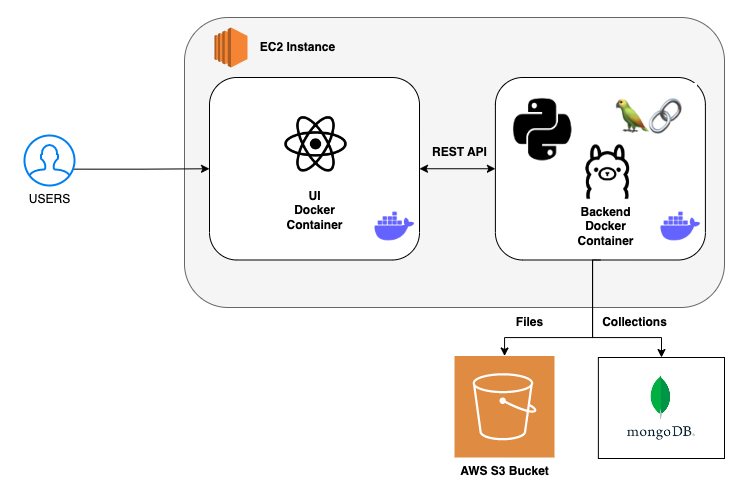 EC2 Instance
REST API
USERS
UI
Docker
Container
Backend
Docker
Container
Files
Collections
mongoDB.
AWS S3 Bucket